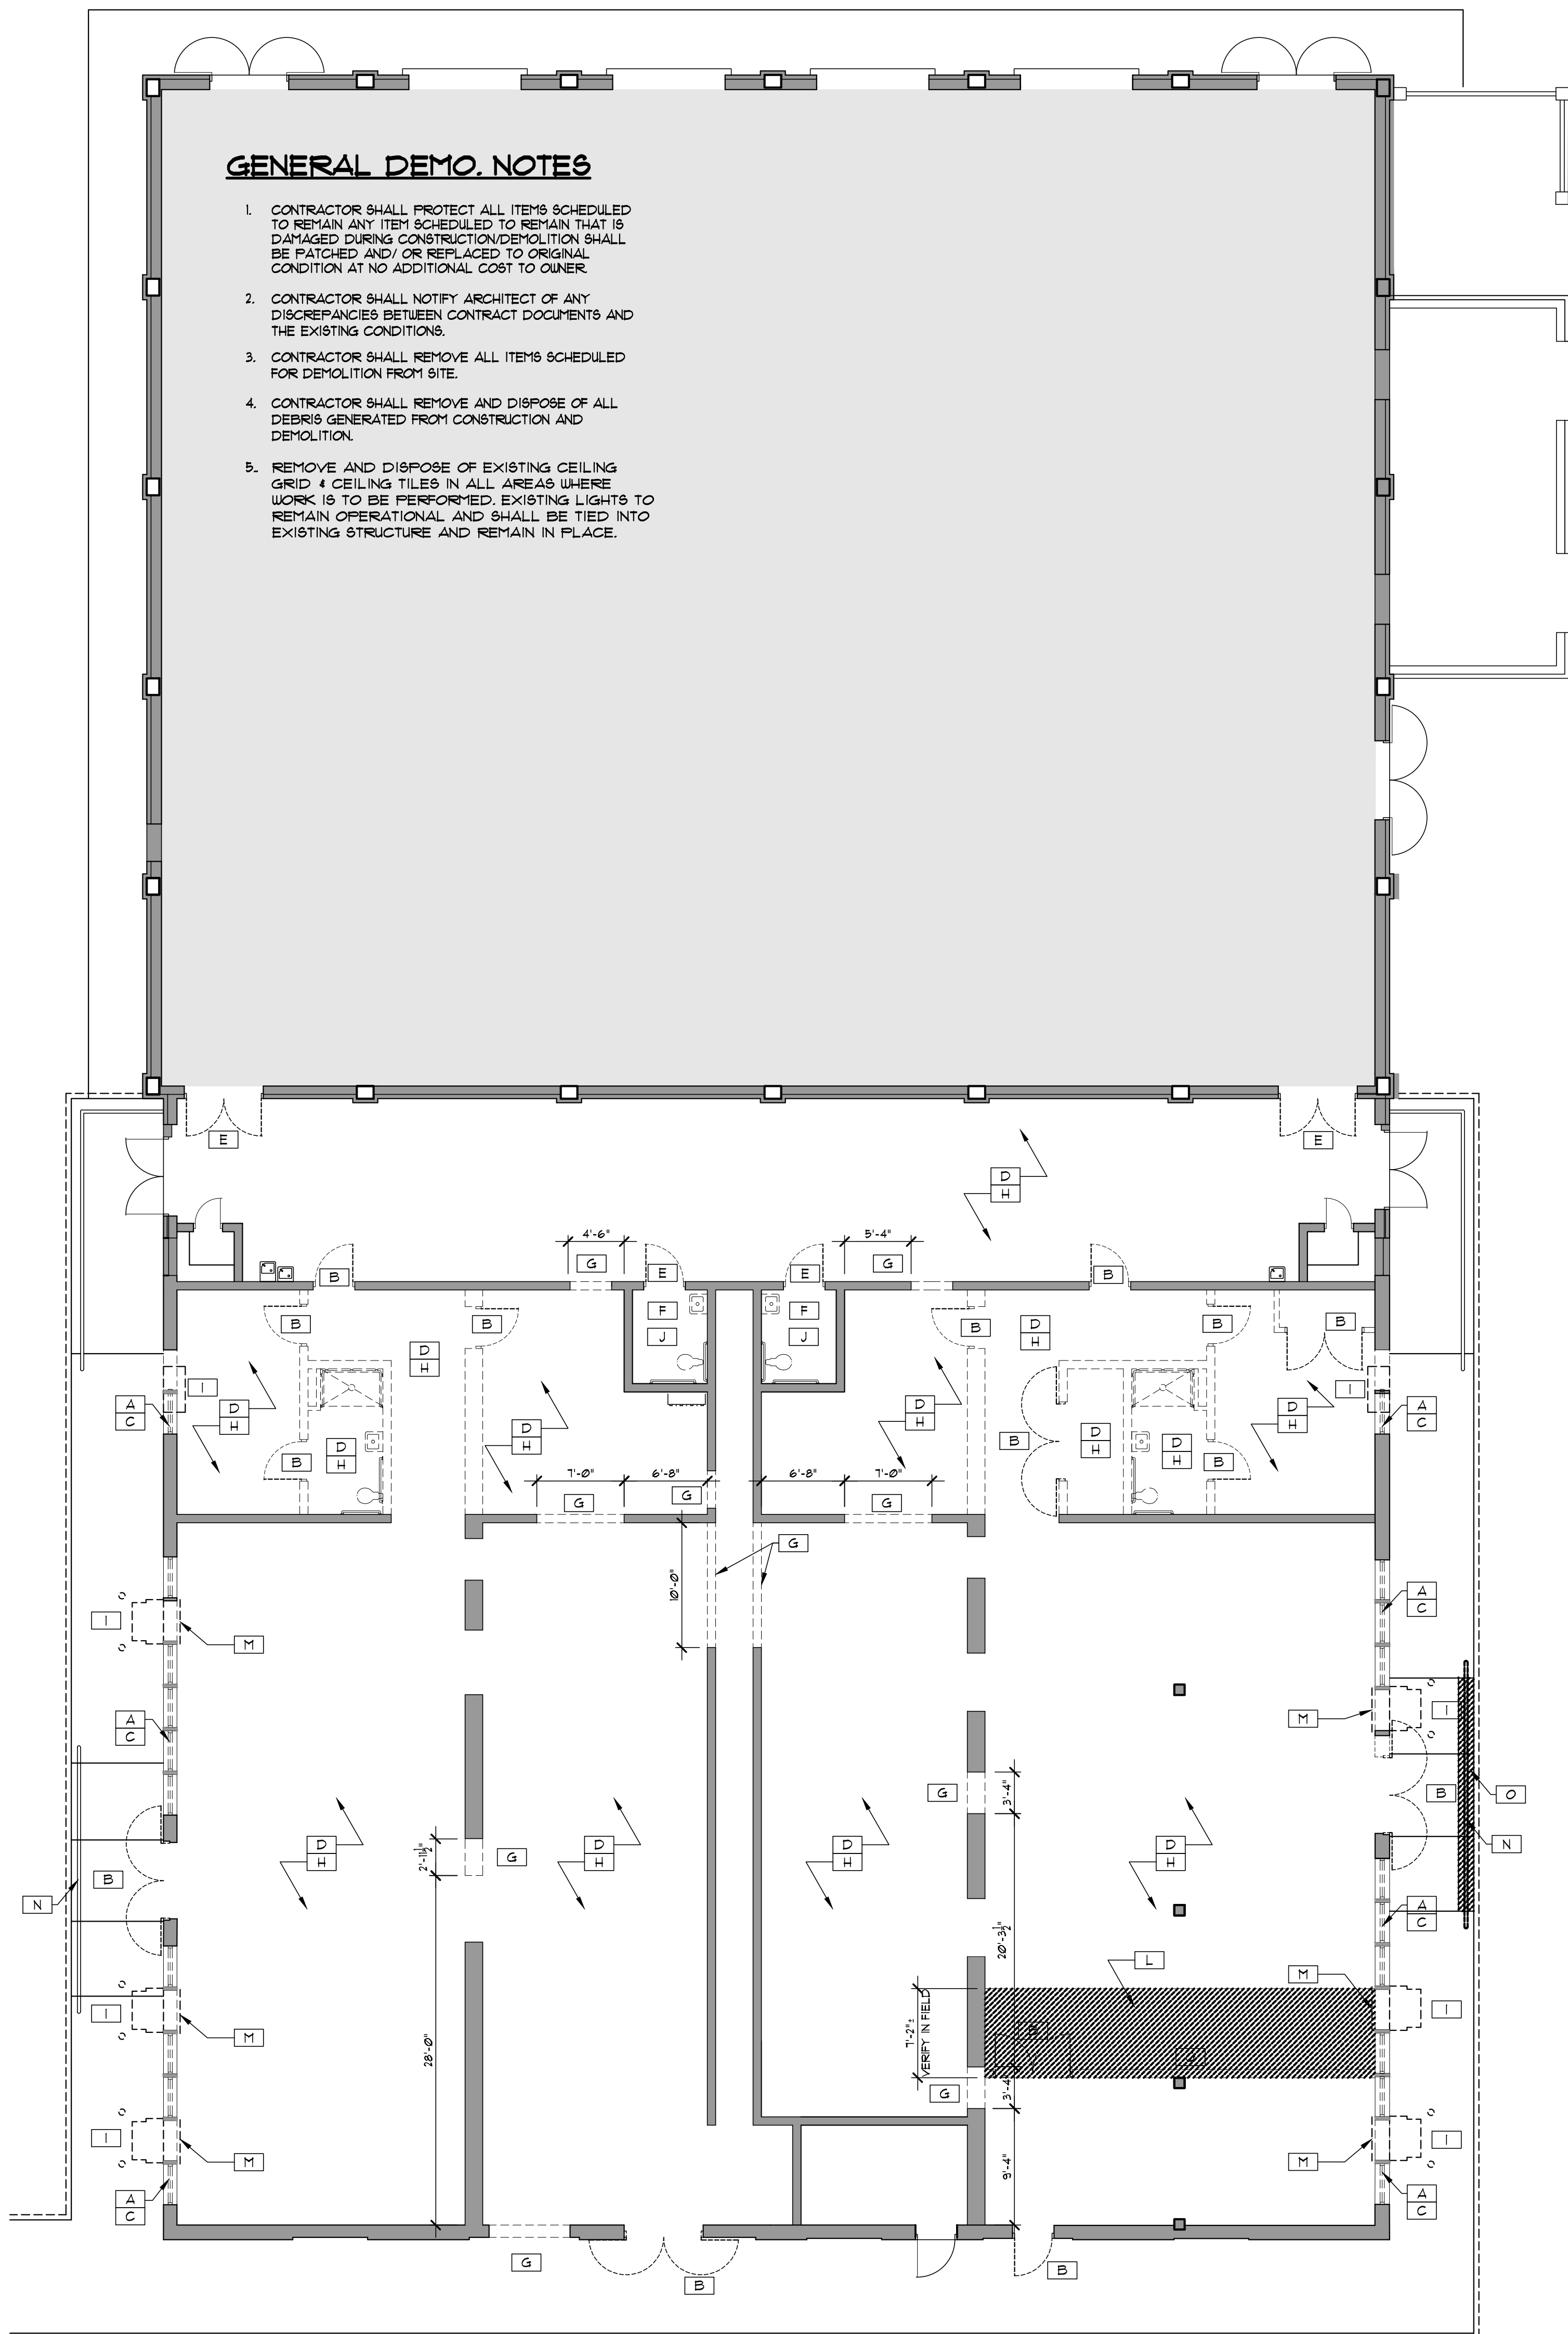 GENERAL DEMO. NOTES
1. CONTRACTOR SHALL PROTECT ALL ITEMS SCHEDULED
TO REMAIN ANY ITEM SCHEDULED TO REMAIN THAT IS
DAMAGED DURING CONSTRUCTION/DEMOLITION SHALL
BE PATCHED AND/ OR REPLACED TO ORIGINAL
CONDITION AT NO ADDITIONAL COST TO OWNER
2. CONTRACTOR SHALL NOTIFY ARCHITECT OF ANY
DISCREPANCIES BETWEEN CONTRACT DOCUMENTS AND
THE EXISTING CONDITIONS.
3. CONTRACTOR SHALL REMOVE ALL ITEMS SCHEDULED
FOR DEMOLITION FROM SITE.
4. CONTRACTOR SHALL REMOVE AND DISPOSE OF ALL
DEBRIS GENERATED FROM CONSTRUCTION AND
DEMOLITION.
5. REMOVE AND DISPOSE OF EXISTING CEILING
GRID & CEILING TILES IN ALL AREAS WHERE
WORK IS TO BE PERFORMED. EXISTING LIGHTS TO
REMAIN OPERATIONAL AND SHALL BE TIED INTO
EXISTING STRUCTURE AND REMAIN IN PLACE.
E
E
D
H
4'-6"
5'-4"
G
G
B
E
E
B
F
F
J
J
B
B
B
B
B
D
H
D
H
I
I
A
C
D
H
D
H
D
H
D
H
A
C
B
D
H
B
D
H
D
H
B
7'-0"
6'-8"
6'-8"
7'-0"
G
G
G
G
10'-0"
I
M
A
C
A
C
M
I
G
3'-4"
B
O
N
D
H
2'-11½"
G
D
H
D
H
D
H
B
N
A
C
20'-3½"
L
M
I
I
M
28'-0"
7'-2"±
VERIFY IN FIELD
G
3'-4"
I
M
9'-4"
M
I
A
C
A
C
G
B
B